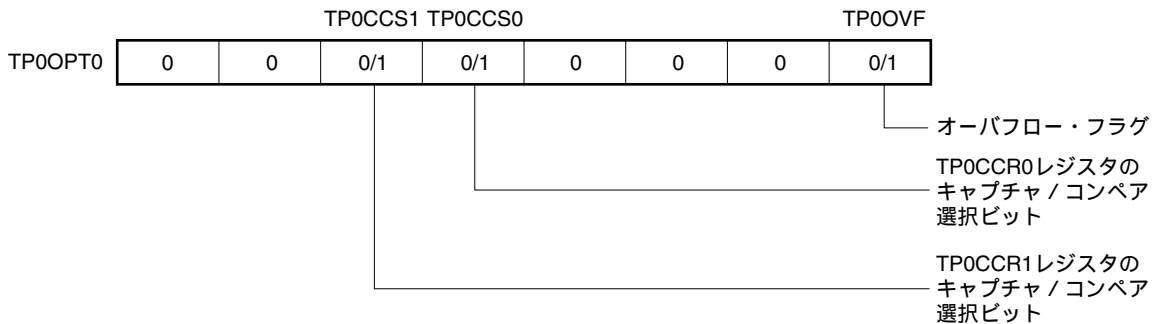 TP0CCS1 TP0CCS0 TP0OVF
TP0OPT0 0 0 0/1 0/1 0 0 0 0/1
オーバフロー・フラグ
TP0CCR0レジスタの
キャプチャ／コンペア
選択ビット
TP0CCR1レジスタの
キャプチャ／コンペア
選択ビット